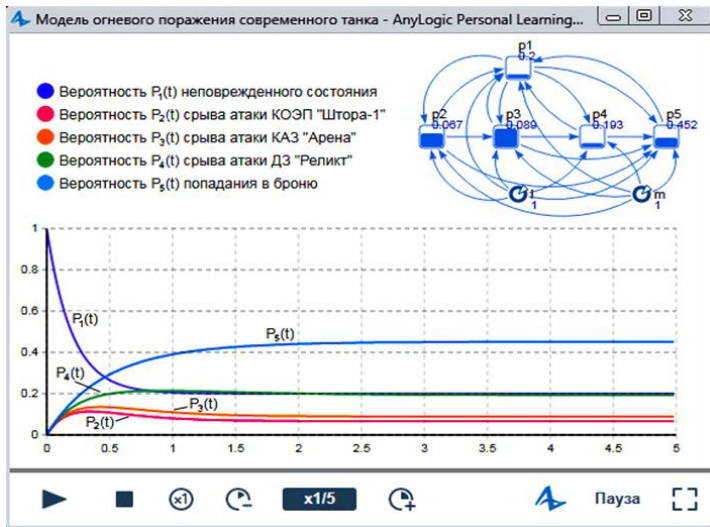 Модель огневого поражения современного танка - AnyLogic Personal Learning...
Вероятность P₁(t) неповрежденного состояния
Вероятность P₂(t) срыва атаки КОЭП "Штора-1"
Вероятность P₃(t) срыва атаки КАЗ "Арена"
Вероятность P₄(t) срыва атаки ДЗ "Реликт"
Вероятность P₅(t) попадания в броню
p1
0.2
p2
0.067
p3
0.089
p4
0.193
p5
0.452
l
1
m
1
1
0.8
0.6
0.4
0.2
0
P₁(t)
P₅(t)
P₄(t)
P₃(t)
P₂(t)
0 0.5 1 1.5 2 2.5 3 3.5 4 4.5 5
x1
x1/5
Пауза